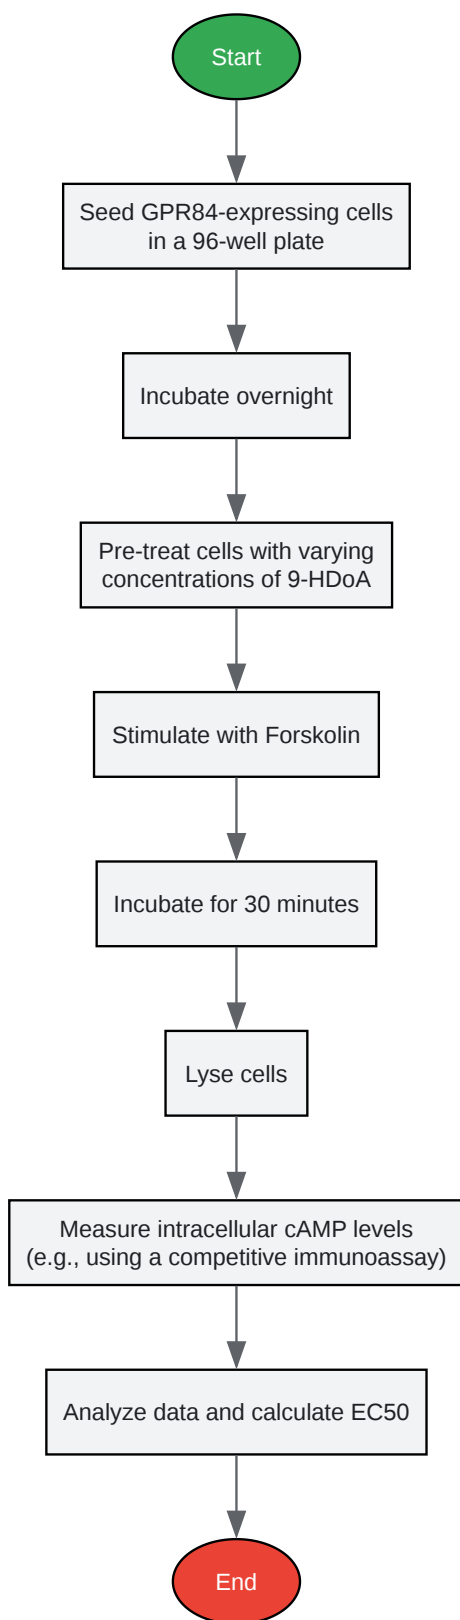 Start
Seed GPR84-expressing cells
in a 96-well plate
Incubate overnight
Pre-treat cells with varying
concentrations of 9-HDoA
Stimulate with Forskolin
Incubate for 30 minutes
Lyse cells
Measure intracellular cAMP levels
(e.g., using a competitive immunoassay)
Analyze data and calculate EC50
End